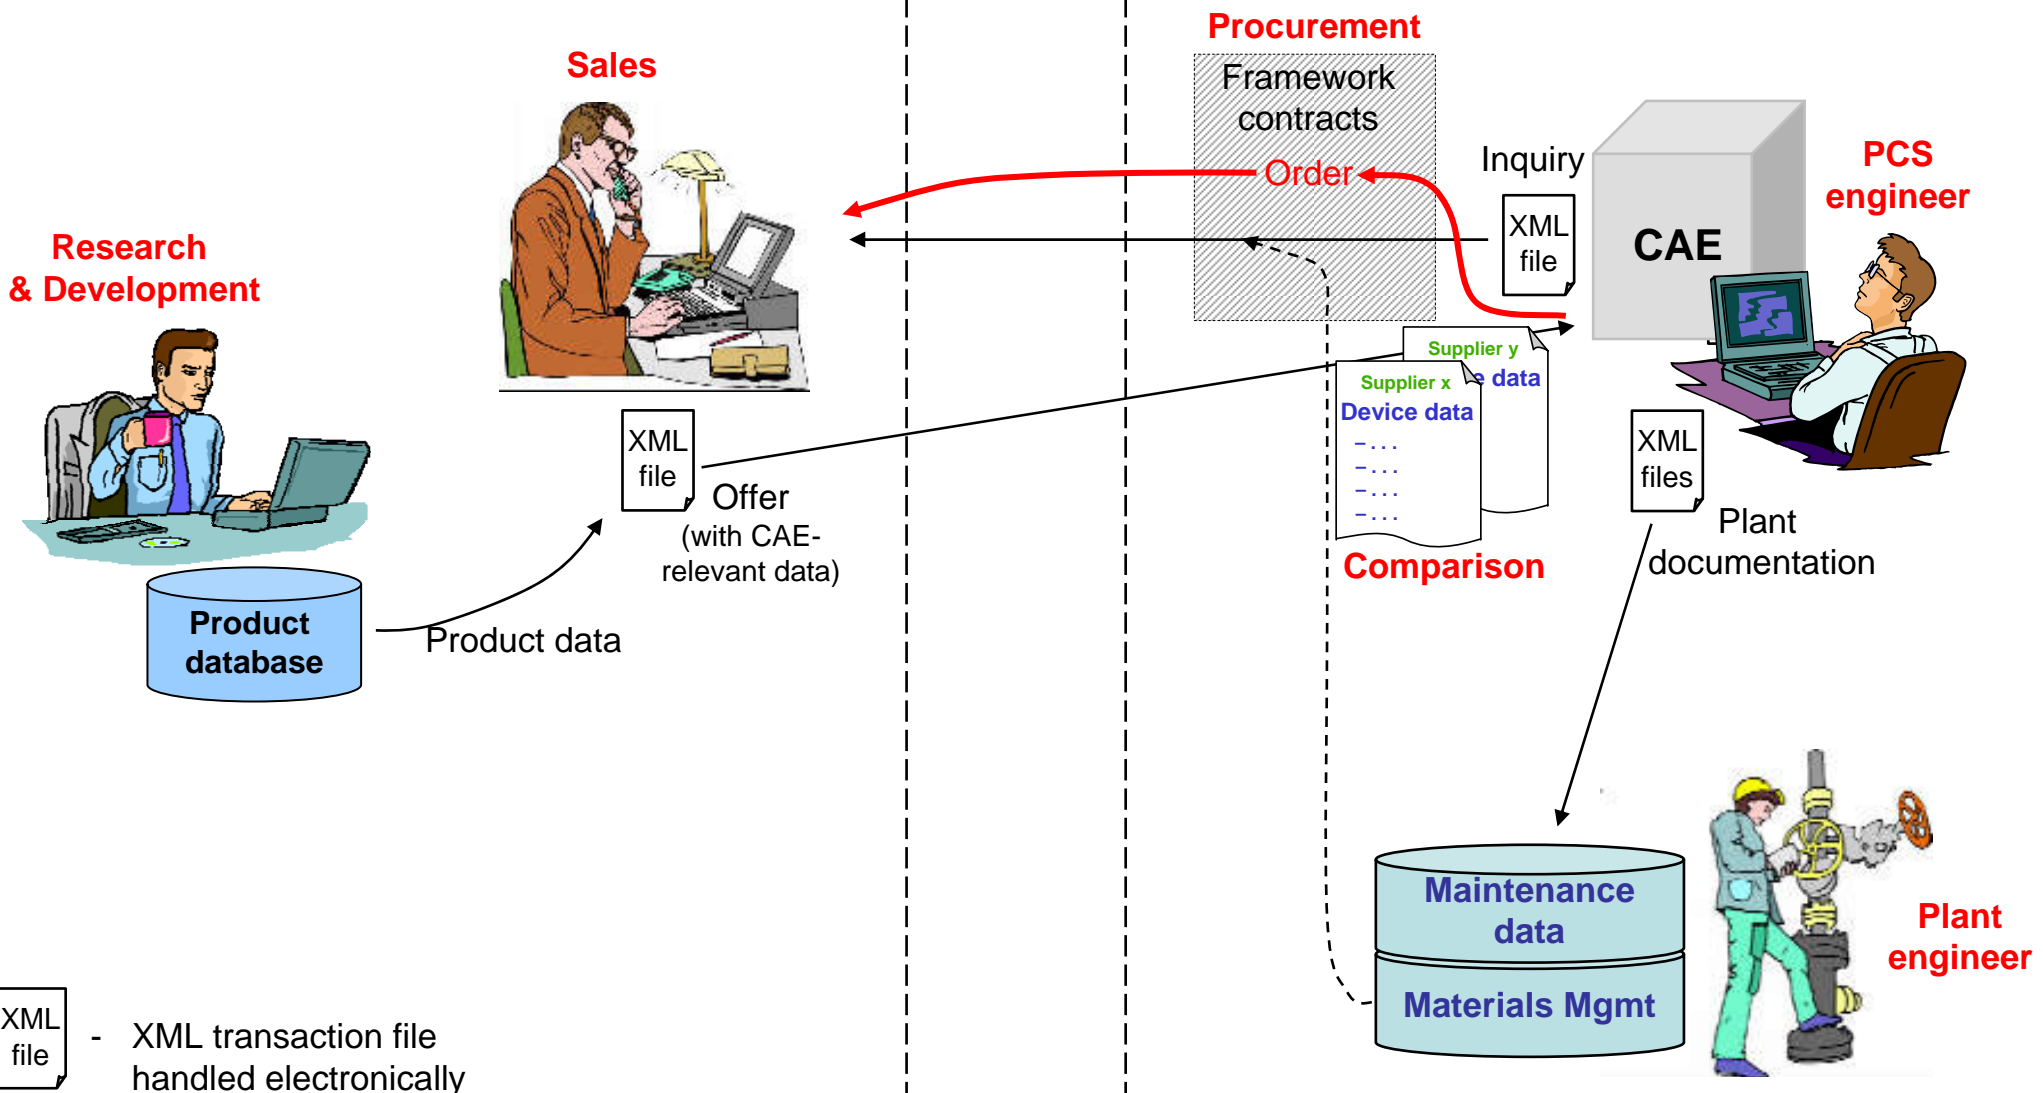 Procurement
Sales
Framework
contracts
Order
Inquiry
XML
file
CAE
PCS
engineer
Research
& Development
Supplier y
e data
Supplier x
Device data
- . . .
- . . .
- . . .
- . . .
Comparison
XML
file
Offer
(with CAE-
relevant data)
XML
files
Plant
documentation
Product
database
Product data
Maintenance
data
Materials Mgmt
Plant
engineer
XML
file
- XML transaction file
handled electronically